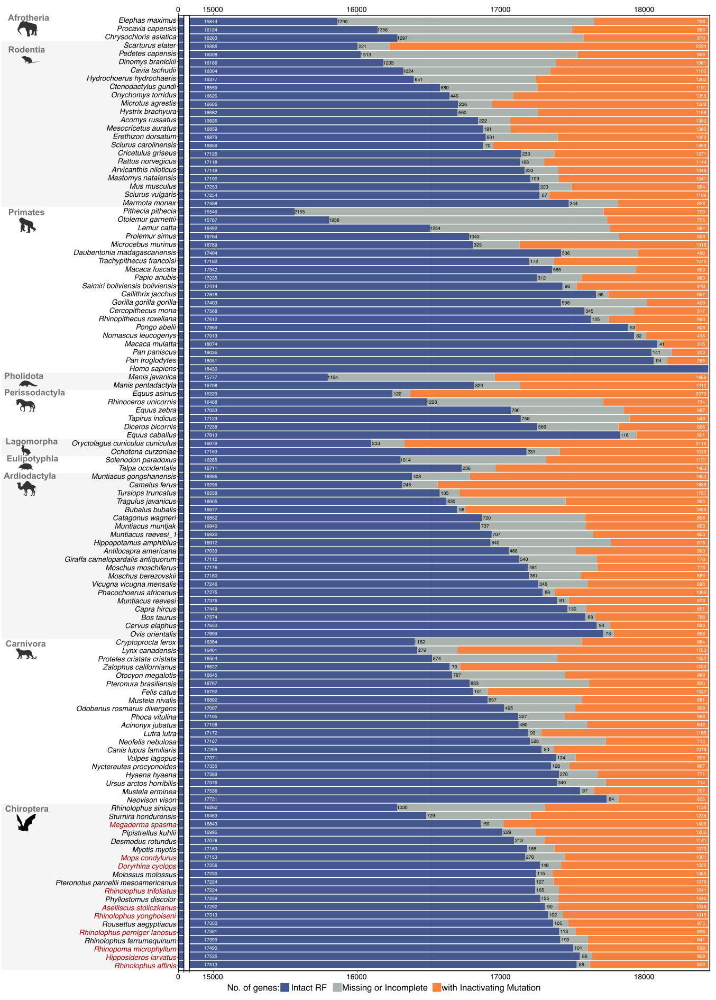 0 15000 16000 17000 18000
Afrotheria
Elephas maximus 15844 1790 796
Procavia capensis 16124 1356 950
Chrysochloris asiatica 16263 1297 870
Rodentia
Scarturus elater 15985 221 2224
Pedetes capensis 16008 1513 909
Dinomys branickii 16166 1203 1061
Cavia tschudii 16304 1024 1102
Hydrochoerus hydrochaeris 16377 851 1202
Ctenodactylus gundi 16559 680 1191
Onychomys torridus 16626 446 1358
Microtus agrestis 16686 236 1508
Hystrix brachyura 16682 560 1188
Acomys russatus 16826 222 1382
Mesocricetus auratus 16859 191 1380
Erethizon dorsatum 16879 501 1050
Sciurus carolinensis 16859 72 1499
Cricetulus griseus 17126 233 1071
Rattus norvegicus 17118 168 1144
Arvicanthis niloticus 17149 233 1048
Mastomys natalensis 17190 199 1041
Mus musculus 17253 223 954
Sciurus vulgaris 17254 67 1109
Marmota monax 17458 344 628
Primates
Pithecia pithecia 15546 2155 729
Otolemur garnettii 15787 1938 705
Lemur catta 16492 1254 684
Prolemur simus 16764 1043 623
Microcebus murinus 16789 325 1316
Daubentonia madagascariensis 17404 536 490
Trachypithecus francoisi 17182 172 1076
Macaca fuscata 17342 585 503
Papio anubis 17235 312 883
Saimiri boliviensis boliviensis 17414 98 918
Callithrix jacchus 17648 85 697
Gorilla gorilla gorilla 17403 598 429
Cercopithecus mona 17568 345 517
Rhinopithecus roxellana 17612 125 693
Pongo abelii 17869 53 508
Nomascus leucogenys 17913 82 435
Macaca mulatta 18074 41 315
Pan paniscus 18036 141 253
Pan troglodytes 18051 94 285
Homo sapiens 18430
Pholidota
Manis javanica 15777 1164 1489
Manis pentadactyla 16798 320 1312
Perissodactyla
Equus asinus 16229 122 2079
Rhinoceros unicornis 16468 1228 734
Equus zebra 17053 790 587
Tapirus indicus 17123 758 549
Diceros bicornis 17238 566 626
Equus caballus 17813 116 501
Lagomorpha
Oryctolagus cuniculus cuniculus 16079 233 2118
Ochotona curzoniae 17163 231 1036
Eulipotyphla
Solenodon paradoxus 16285 1014 1131
Talpa occidentalis 16711 236 1483
Ardiodactyla
Muntiacus gongshanensis 16365 403 1662
Camelus ferus 16296 246 1888
Tursiops truncatus 16558 135 1737
Tragulus javanicus 16605 830 995
Bubalus bubalis 16677 58 1695
Catagonus wagneri 16852 720 858
Muntiacus muntjak 16840 737 853
Muntiacus reevesi_1 16920 707 803
Hippopotamus amphibius 16912 840 678
Antilocapra americana 17039 468 923
Giraffa camelopardalis antiquorum 17112 540 778
Moschus moschiferus 17176 481 773
Moschus berezovskii 17180 361 889
Vicugna vicugna mensalis 17246 346 838
Phacochoerus africanus 17275 86 1069
Muntiacus reevesi 17376 81 973
Capra hircus 17449 130 851
Bos taurus 17574 68 788
Cervus elaphus 17653 94 683
Ovis orientalis 17699 73 658
Carnivora
Cryptoprocta ferox 16384 1162 884
Lynx canadensis 16401 279 1750
Proteles cristata cristata 16504 874 1052
Zalophus californianus 16627 73 1730
Otocyon megalotis 16645 787 998
Pteronura brasiliensis 16767 833 830
Felis catus 16792 101 1537
Mustela nivalis 16892 657 881
Odobenus rosmarus divergens 17007 495 928
Phoca vitulina 17105 327 998
Acinonyx jubatus 17108 480 842
Lutra lutra 17172 93 1165
Neofelis nebulosa 17187 528 715
Canis lupus familiaris 17269 83 1078
Vulpes lagopus 17371 134 925
Nyctereutes procyonoides 17335 128 967
Hyaena hyaena 17389 270 771
Ursus arctos horribilis 17376 340 714
Mustela erminea 17536 97 797
Neovison vison 17721 84 625
Chiroptera
Rhinolophus sinicus 16262 1030 1138
Sturnira hondurensis 16463 729 1238
Megaderma spasma 16843 159 1428
Pipistrellus kuhlii 16995 229 1206
Desmodus rotundus 17076 213 1141
Myotis myotis 17169 188 1073
Mops condylurus 17153 276 1001
Doryrhina cyclops 17256 148 1026
Molossus molossus 17230 115 1085
Pteronotus parnellii mesoamericanus 17224 127 1079
Rhinolophus trifoliatus 17224 165 1041
Phyllostomus discolor 17259 125 1046
Aselliscus stoliczkanus 17292 90 1048
Rhinolophus yonghoiseni 17313 102 1015
Rousettus aegyptiacus 17350 105 975
Rhinolophus perniger lanosus 17391 113 926
Rhinolophus ferrumequinum 17399 190 841
Rhinopoma microphyllum 17490 101 839
Hipposideros larvatus 17535 86 809
Rhinolophus affinis 17513 88 829
0 15000 16000 17000 18000
No. of genes: Intact RF Missing or Incomplete with Inactivating Mutation